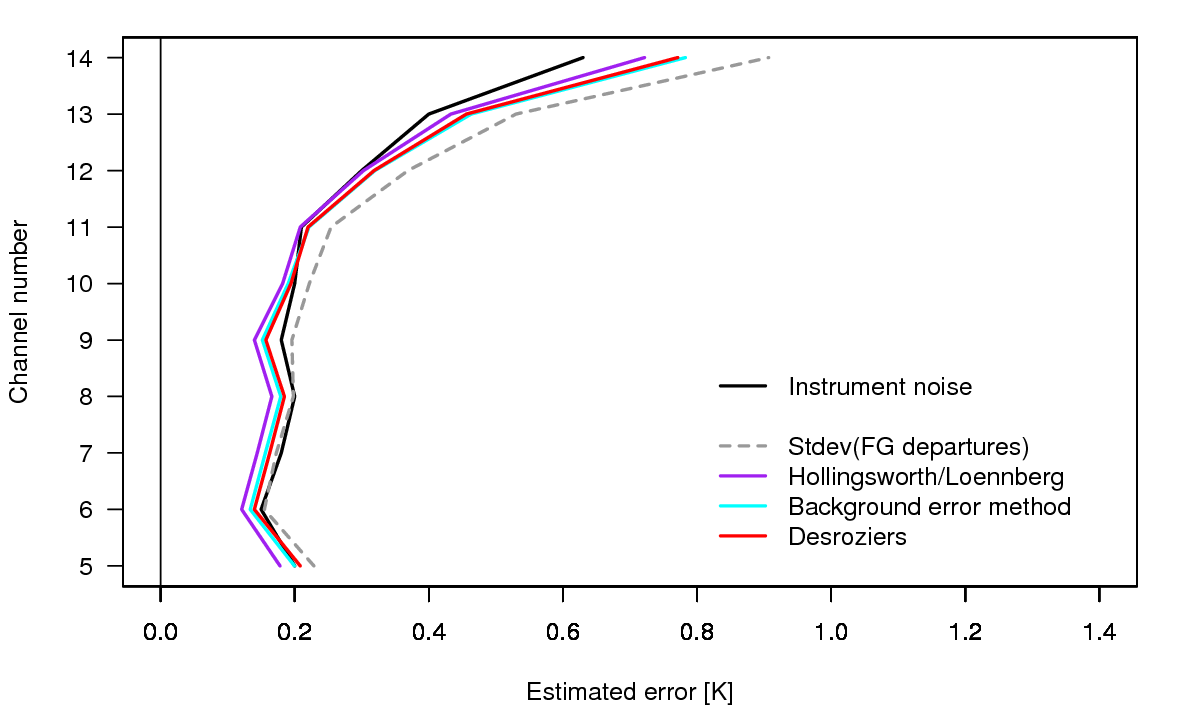 14
13
12
11
10
9
8
7
6
5
Channel number
Instrument noise
Stdev(FG departures)
Hollingsworth/Loennberg
Background error method
Desroziers
0.0 0.2 0.4 0.6 0.8 1.0 1.2 1.4
Estimated error [K]